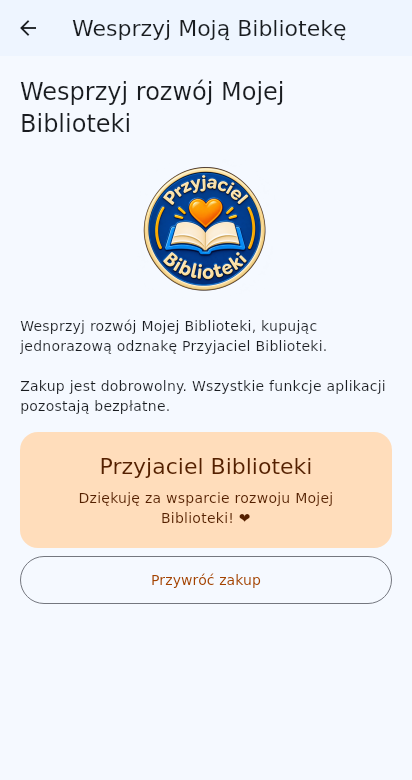 Wesprzyj Moją Bibliotekę
Wesprzyj rozwój Mojej
Biblioteki
Przyjaciel
Biblioteki
Wesprzyj rozwój Mojej Biblioteki, kupując
jednorazową odznakę Przyjaciel Biblioteki.
Zakup jest dobrowolny. Wszystkie funkcje aplikacji
pozostają bezpłatne.
Przyjaciel Biblioteki
Dziękuję za wsparcie rozwoju Mojej
Biblioteki! ❤
Przywróć zakup